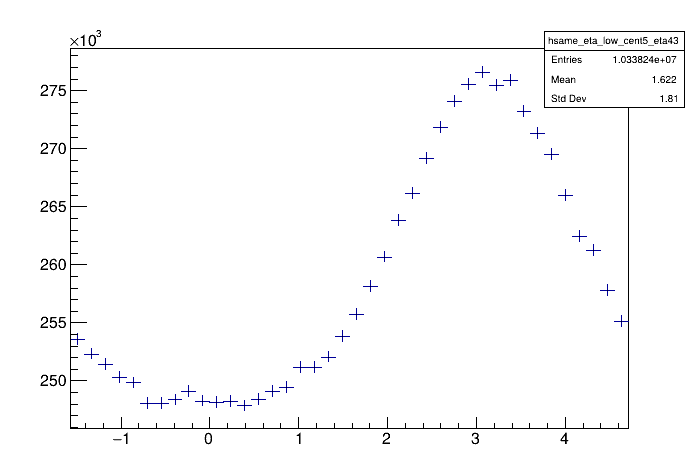 ×10³
hsame_eta_low_cent5_eta43
Entries 1.033824e+07
Mean 1.622
Std Dev 1.81
275
270
265
260
255
250
−1 0 1 2 3 4